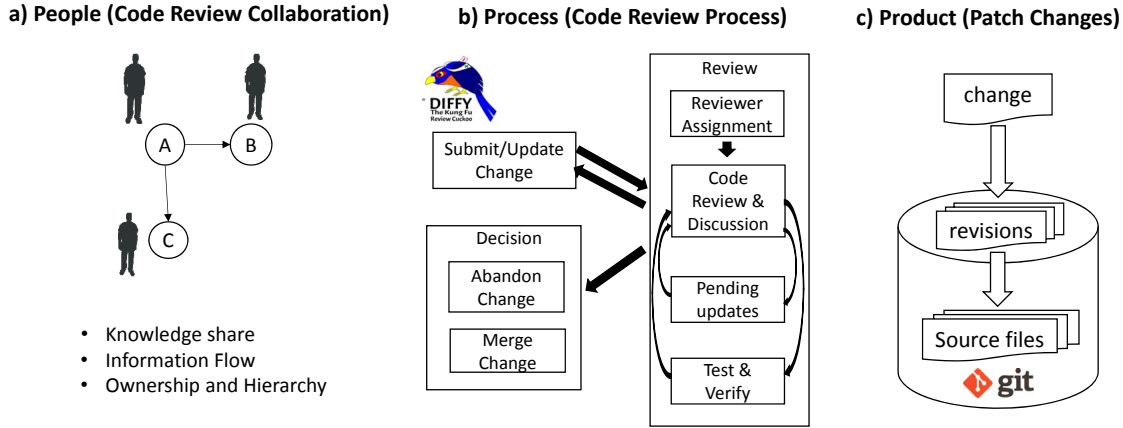 a) People (Code Review Collaboration)
A
B
C
• Knowledge share
• Information Flow
• Ownership and Hierarchy
b) Process (Code Review Process)
DIFFY
The Kung Fu
Review Cuckoo
Submit/Update
Change
Decision
Abandon
Change
Merge
Change
Review
Reviewer
Assignment
Code
Review &
Discussion
Pending
updates
Test &
Verify
c) Product (Patch Changes)
change
revisions
Source files
git